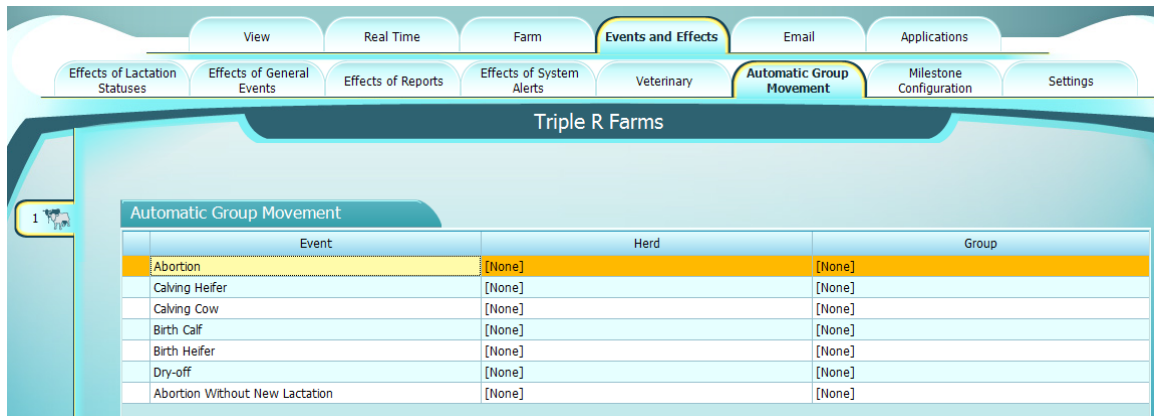 View Real Time Farm Events and Effects Email Applications
Effects of Lactation Statuses Effects of General Events Effects of Reports Effects of System Alerts Veterinary Automatic Group Movement Milestone Configuration Settings
Triple R Farms
1
Automatic Group Movement
Event Herd Group
Abortion [None] [None]
Calving Heifer [None] [None]
Calving Cow [None] [None]
Birth Calf [None] [None]
Birth Heifer [None] [None]
Dry-off [None] [None]
Abortion Without New Lactation [None] [None]